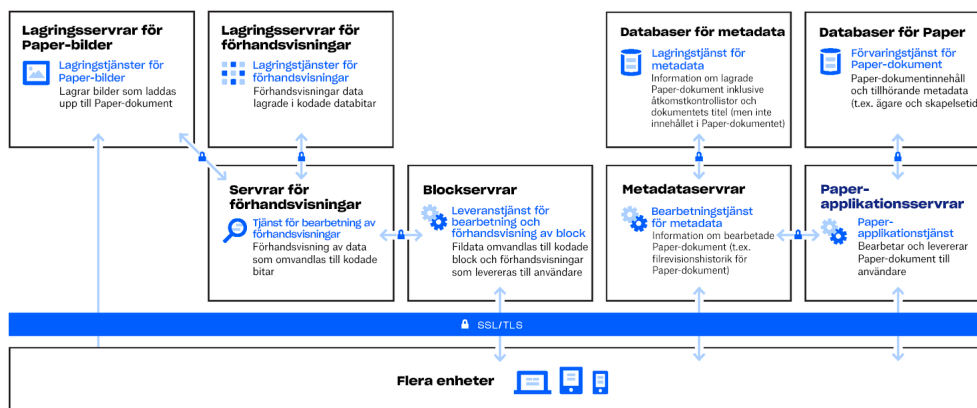 Lagringsservrar för
Paper-bilder
Lagringstjänster för
Paper-bilder
Lagrar bilder som laddas
upp till Paper-dokument
Lagringsservrar för
förhandsvisningar
Lagringstjänster för
förhandsvisningar
Förhandsvisningar data
lagrade i kodade databitar
Databaser för metadata
Lagringstjänst för
metadata
Information om lagrade
Paper-dokument inklusive
åtkomstkontrollistor och
dokumentets titel (men inte
innehållet i Paper-dokumentet)
Databaser för Paper
Förvaringtjänst för
Paper-dokument
Paper-dokumentinnehåll
och tillhörande metadata
(t.ex. ägare och skapelsetid
Servrar för
förhandsvisningar
Tjänst för bearbetning av
förhandsvisningar
Förhandsvisning av data
som omvandlas till kodade
bitar
Blockservrar
Leveranstjänst för
bearbetning och
förhandsvisning av block
Fildata omvandlas till kodade
block och förhandsvisningar
som levereras till användare
Metadataservrar
Bearbetningstjänst
för metadata
Information om bearbetade
Paper-dokument (t.ex.
filrevisionshistorik för
Paper-dokument)
Paper-
applikationsservrar
Paper-
applikationstjänst
Bearbetar och levererar
Paper-dokument till
användare
SSL/TLS
Flera enheter